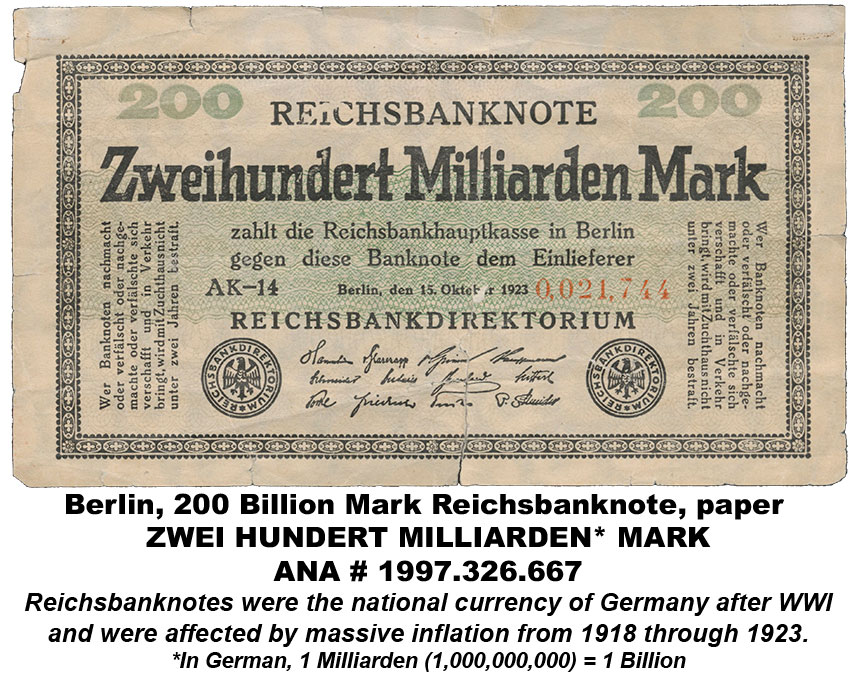 200 200
REICHSBANKNOTE
Zweihundert Milliarden Mark
zahlt die Reichsbankhauptkasse in Berlin
gegen diese Banknote dem Einlieferer
AK-14 Berlin, den 15. Oktober 1923 0,021,744
REICHSBANKDIREKTORIUM
Wer Banknoten nachmacht
oder verfälscht oder nachge-
machte oder verfälschte sich
verschafft und in Verkehr
bringt, wird mit Zuchthaus nicht
unter zwei Jahren bestraft.
Wer Banknoten nachmacht
oder verfälscht oder nachge-
machte oder verfälschte sich
verschafft und in Verkehr
bringt, wird mit Zuchthaus nicht
unter zwei Jahren bestraft.
REICHSBANKDIREKTORIUM
REICHSBANKDIREKTORIUM
Berlin, 200 Billion Mark Reichsbanknote, paper
ZWEI HUNDERT MILLIARDEN* MARK
ANA # 1997.326.667
Reichsbanknotes were the national currency of Germany after WWI
and were affected by massive inflation from 1918 through 1923.
*In German, 1 Milliarden (1,000,000,000) = 1 Billion